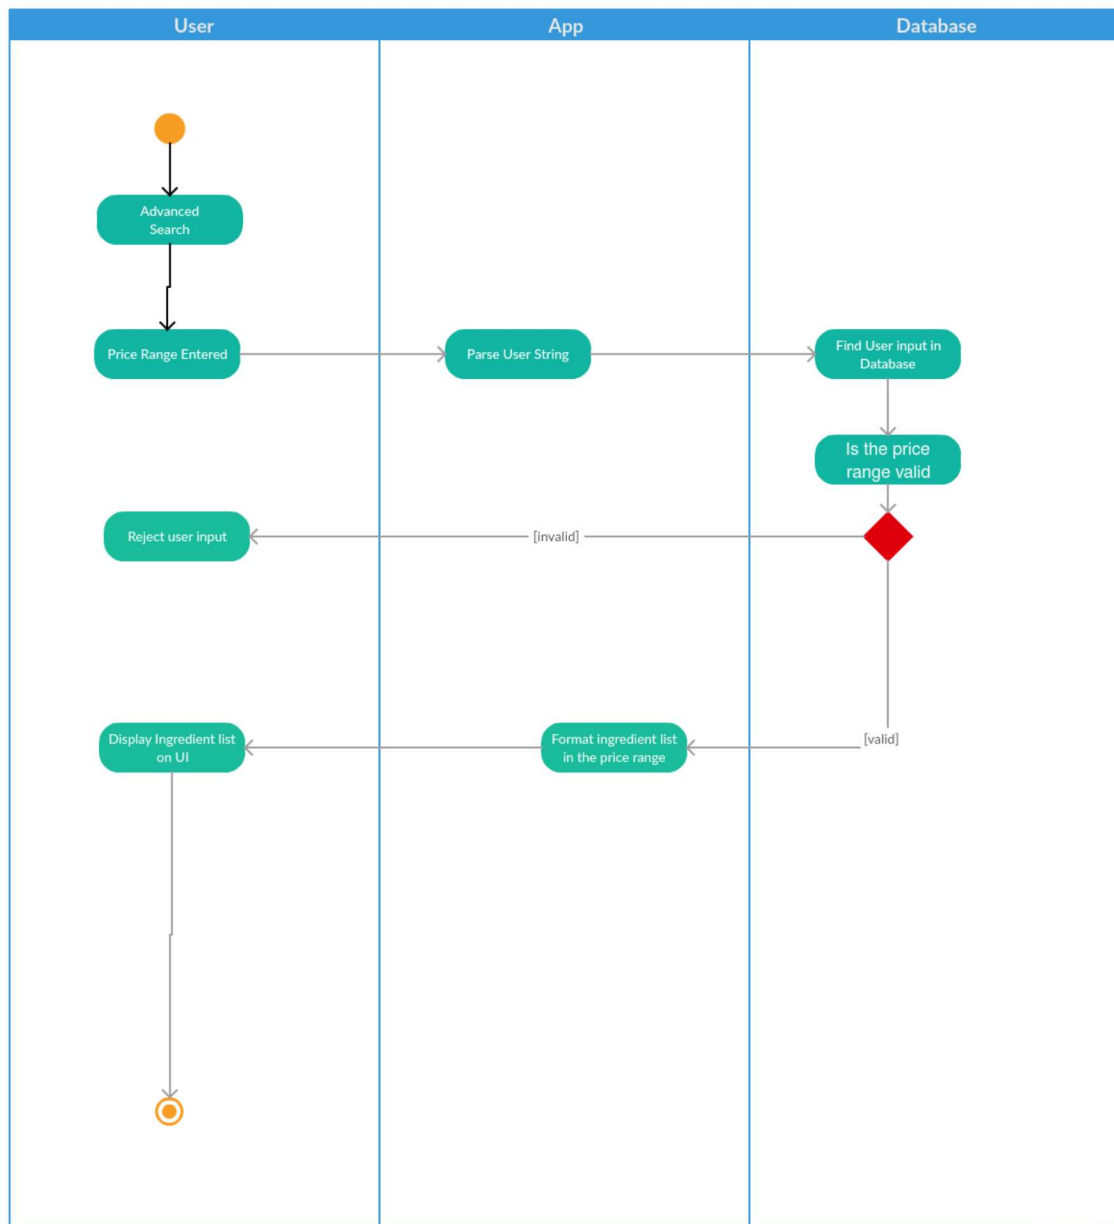 User
App
Database
Advanced
Search
Price Range Entered
Parse User String
Find User input in
Database
Is the price
range valid
Reject user input
[invalid]
Display Ingredient list
on UI
Format ingredient list
in the price range
[valid]